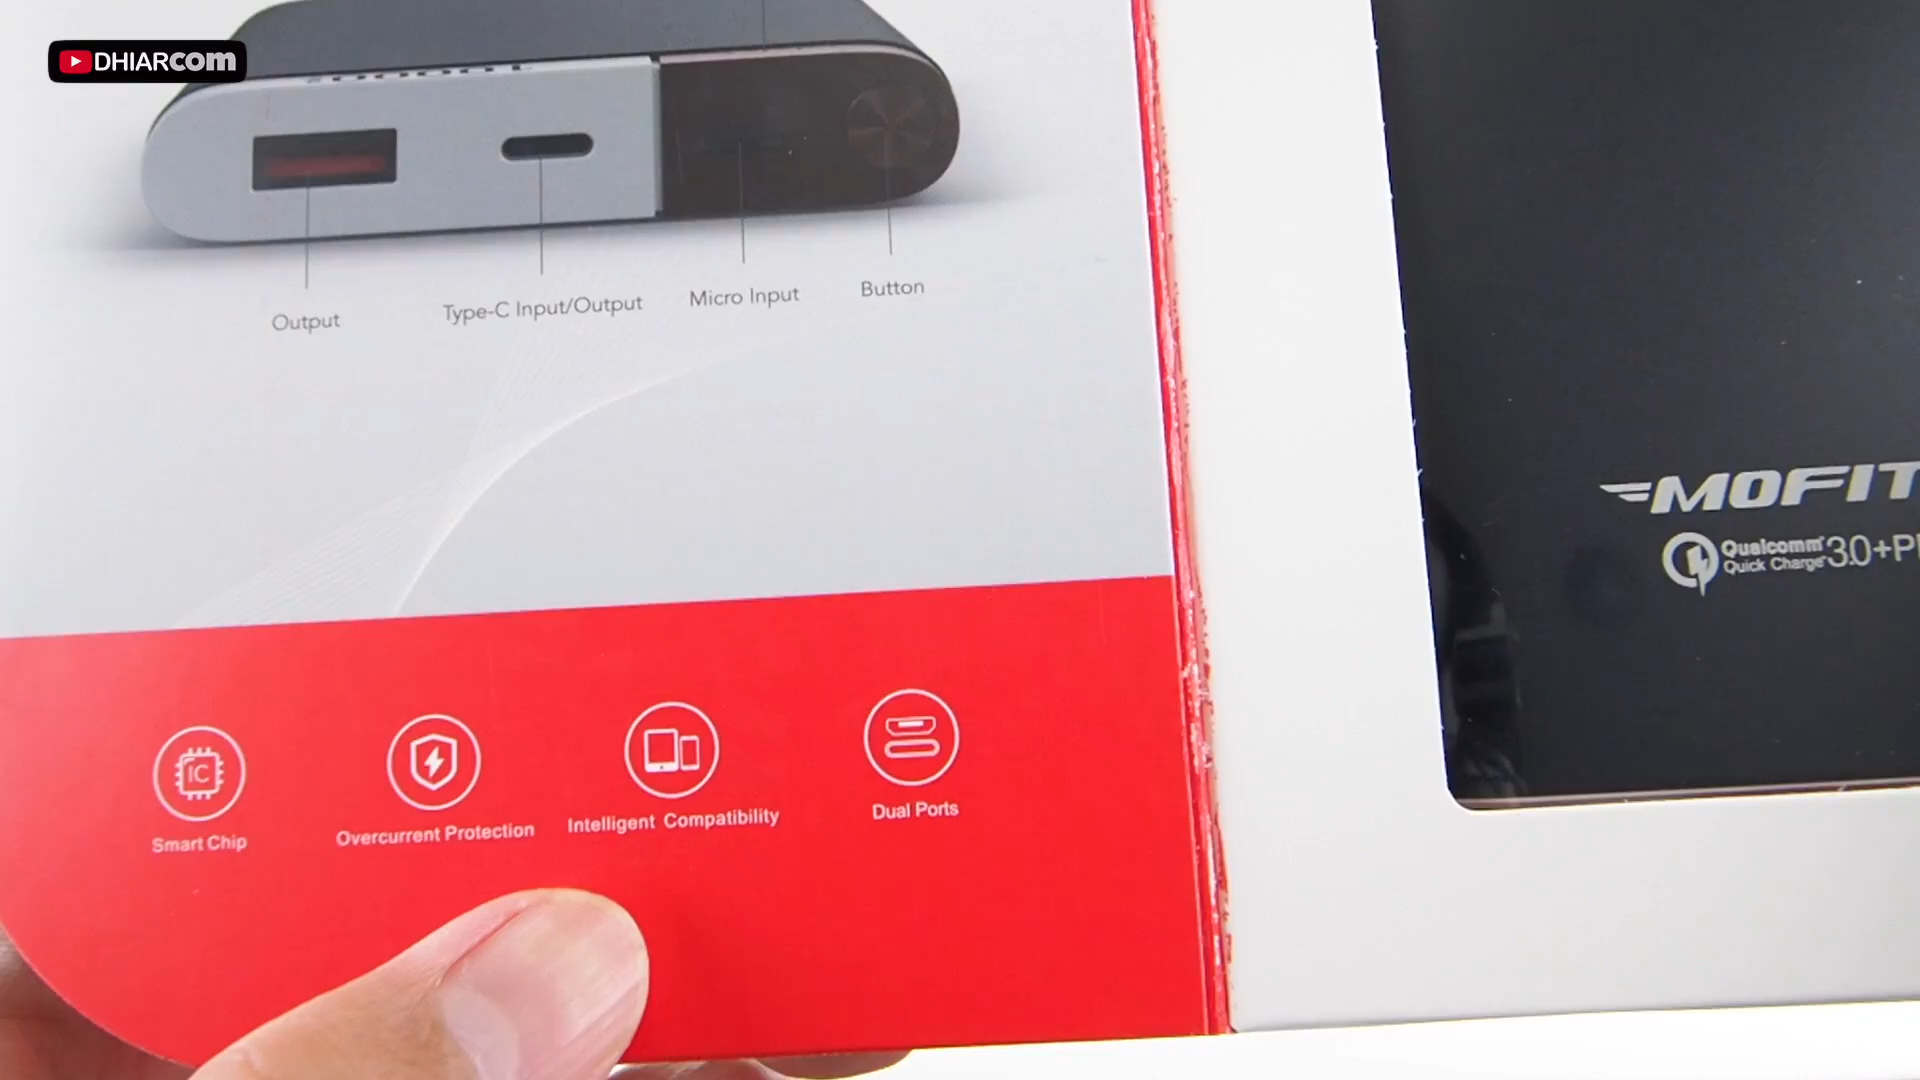 DHIARCOM
Output
Type-C Input/Output
Micro Input
Button
IC
Smart Chip
Overcurrent Protection
Intelligent Compatibility
Dual Ports
MOFIT
Qualcomm
Quick Charge 3.0+P